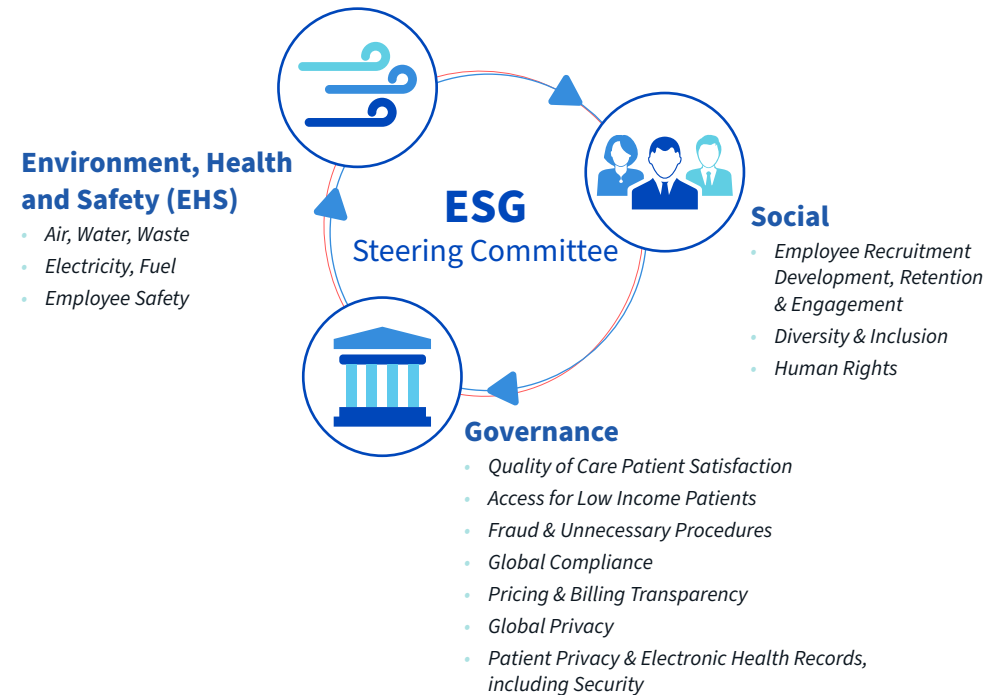 Environment, Health
and Safety (EHS)
Air, Water, Waste
Electricity, Fuel
Employee Safety
ESG
Steering Committee
Social
Employee Recruitment
Development, Retention
& Engagement
Diversity & Inclusion
Human Rights
Governance
Quality of Care Patient Satisfaction
Access for Low Income Patients
Fraud & Unnecessary Procedures
Global Compliance
Pricing & Billing Transparency
Global Privacy
Patient Privacy & Electronic Health Records,
including Security